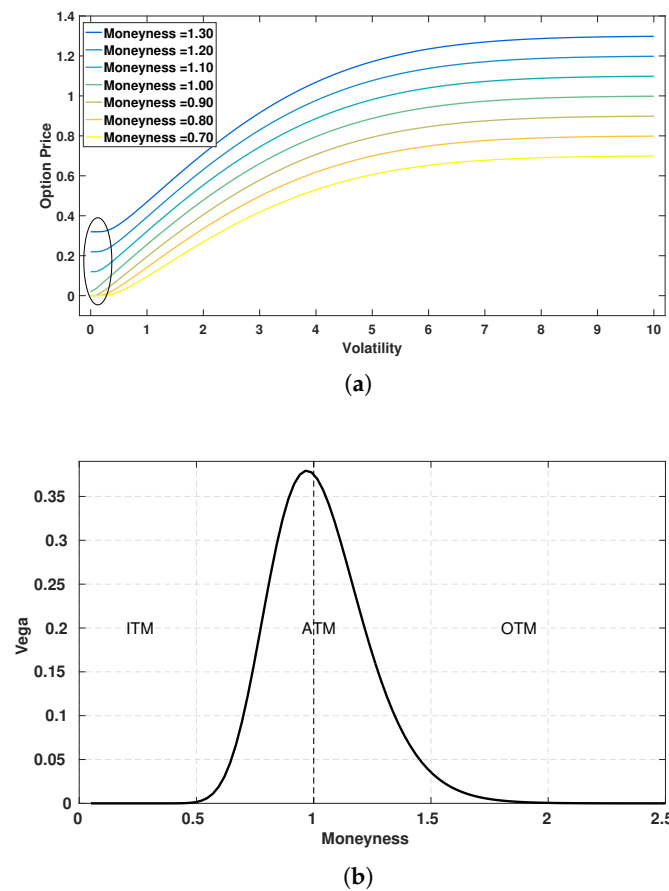 1.4
1.2
1.0
0.8
0.6
0.4
0.2
0
Option Price
Moneyness =1.30
Moneyness =1.20
Moneyness =1.10
Moneyness =1.00
Moneyness =0.90
Moneyness =0.80
Moneyness =0.70
0 1 2 3 4 5 6 7 8 9 10
Volatility
(a)
0.35
0.3
0.25
0.2
0.15
0.1
0.05
0
Vega
ITM ATM OTM
0 0.5 1 1.5 2 2.5
Moneyness
(b)